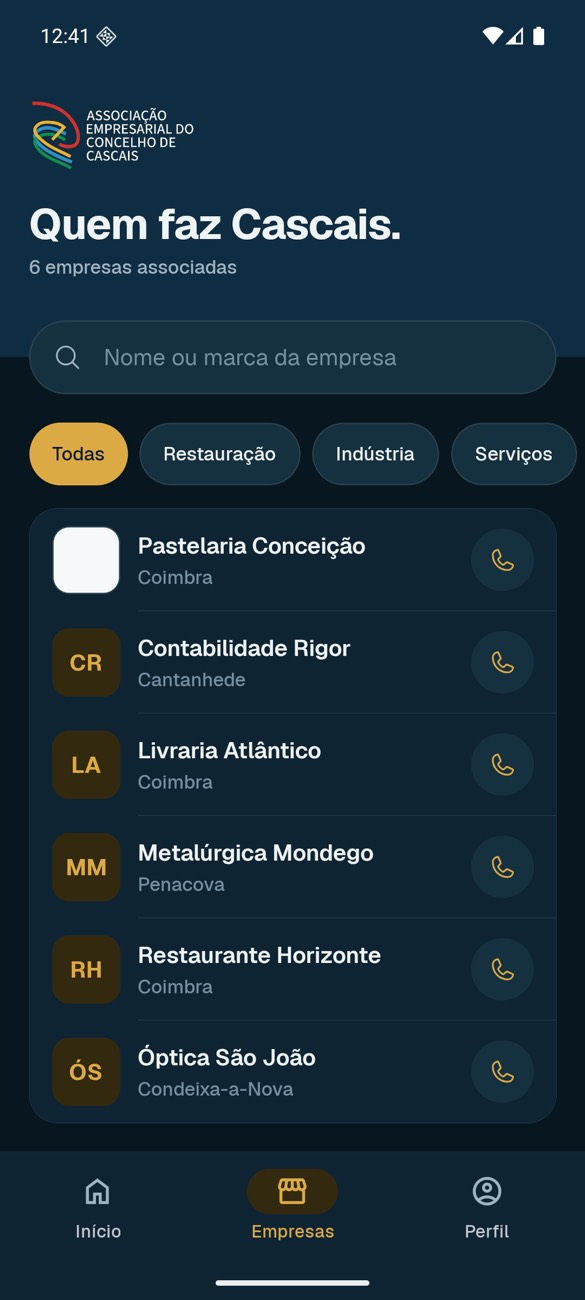 12:41
ASSOCIAÇÃO
EMPRESARIAL DO
CONCELHO DE
CASCAIS
Quem faz Cascais.
6 empresas associadas
Nome ou marca da empresa
Todas
Restauração
Indústria
Serviços
Pastelaria Conceição
Coimbra
CR
Contabilidade Rigor
Cantanhede
LA
Livraria Atlântico
Coimbra
MM
Metalúrgica Mondego
Penacova
RH
Restaurante Horizonte
Coimbra
ÓS
Óptica São João
Condeixa-a-Nova
Início
Empresas
Perfil